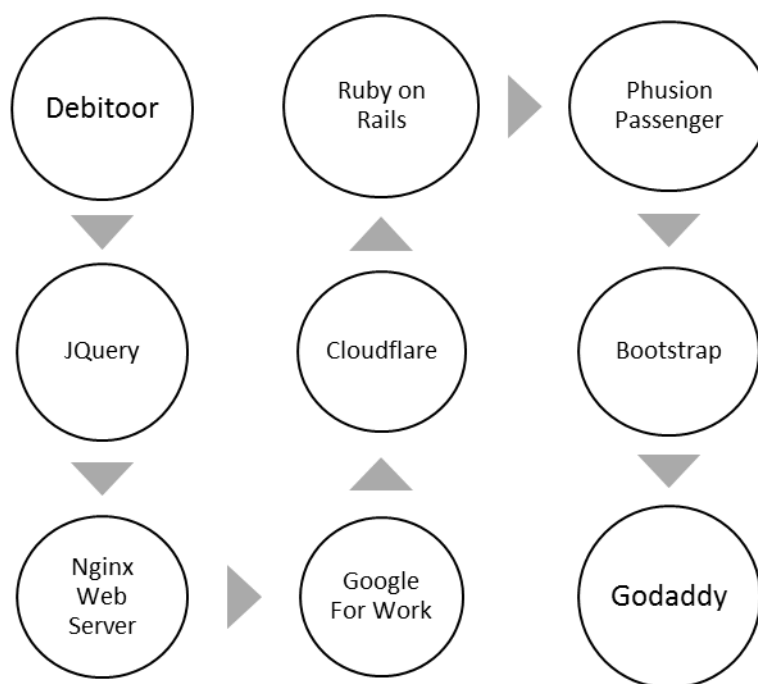 Debitoor
JQuery
Nginx
Web
Server
Google
For Work
Cloudflare
Ruby on
Rails
Phusion
Passenger
Bootstrap
Godaddy